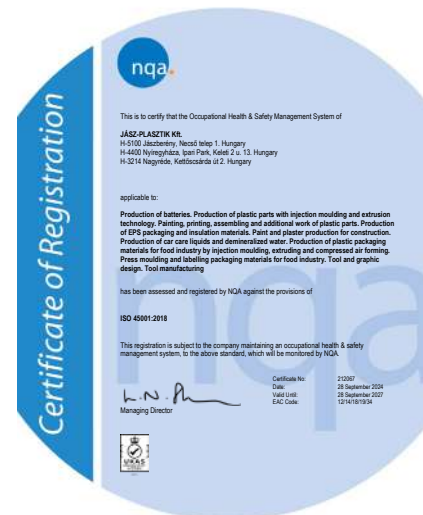 Certificate of Registration
nqa.
This is to certify that the Occupational Health & Safety Management System of
JÁSZ-PLASZTIK Kft.
H-5100 Jászberény, Necső telep 1. Hungary
H-4400 Nyíregyháza, Ipari Park, Keleti 2 u. 13. Hungary
H-3214 Nagyréde, Kettőscsárda út 2. Hungary
applicable to:
Production of batteries. Production of plastic parts with injection moulding and extrusion
technology. Painting, printing, assembling and additional work of plastic parts. Production
of EPS packaging and insulation materials. Paint and plaster production for construction.
Production of car care liquids and demineralized water. Production of plastic packaging
materials for food industry by injection moulding, extruding and compressed air forming.
Press moulding and labelling packaging materials for food industry. Tool and graphic
design. Tool manufacturing
has been assessed and registered by NQA against the provisions of
ISO 45001:2018
This registration is subject to the company maintaining an occupational health & safety
management system, to the above standard, which will be monitored by NQA.
nqa
Certificate No: 212067
Date: 28 September 2024
Valid Until: 28 September 2027
EAC Code: 12/14/18/19/34
Managing Director
UKAS